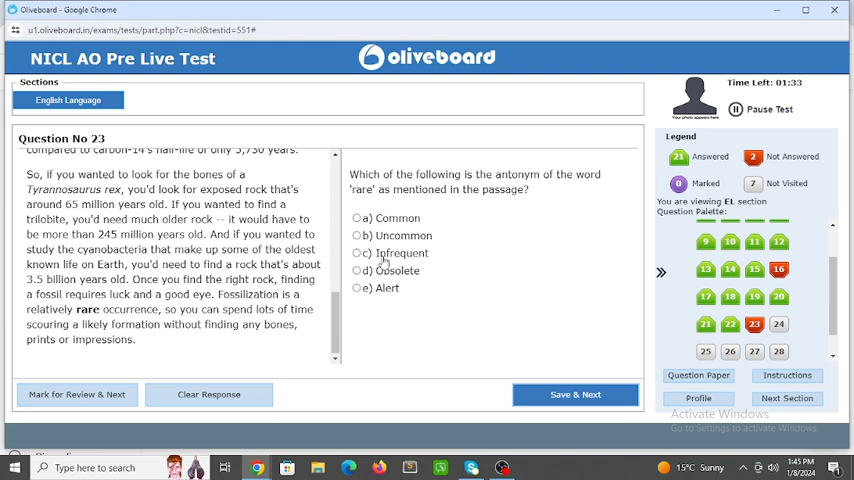 Oliveboard - Google Chrome
u1.oliveboard.in/exams/tests/part.php?c=nicl&testid=551#
NICL AO Pre Live Test
oliveboard
Sections
English Language
Time Left: 01:33
Your photo appears here
Pause Test
Question No 23
Legend
21 Answered
2 Not Answered
0 Marked
7 Not Visited
You are viewing EL section
Question Palette:
9 10 11 12
13 14 15 16
17 18 19 20
21 22 23 24
25 26 27 28
compared to carbon-14's half-life of only 5,730 years.
So, if you wanted to look for the bones of a
Tyrannosaurus rex, you'd look for exposed rock that's
around 65 million years old. If you wanted to find a
trilobite, you'd need much older rock -- it would have to
be more than 245 million years old. And if you wanted to
study the cyanobacteria that make up some of the oldest
known life on Earth, you'd need to find a rock that's about
3.5 billion years old. Once you find the right rock, finding
a fossil requires luck and a good eye. Fossilization is a
relatively rare occurrence, so you can spend lots of time
scouring a likely formation without finding any bones,
prints or impressions.
Which of the following is the antonym of the word
'rare' as mentioned in the passage?
a) Common
b) Uncommon
c) Infrequent
d) Obsolete
e) Alert
Mark for Review & Next
Clear Response
Save & Next
Question Paper
Instructions
Profile
Next Section
Activate Windows
Go to Settings to activate Windows.
Type here to search
15°C Sunny
1:45 PM
1/8/2024